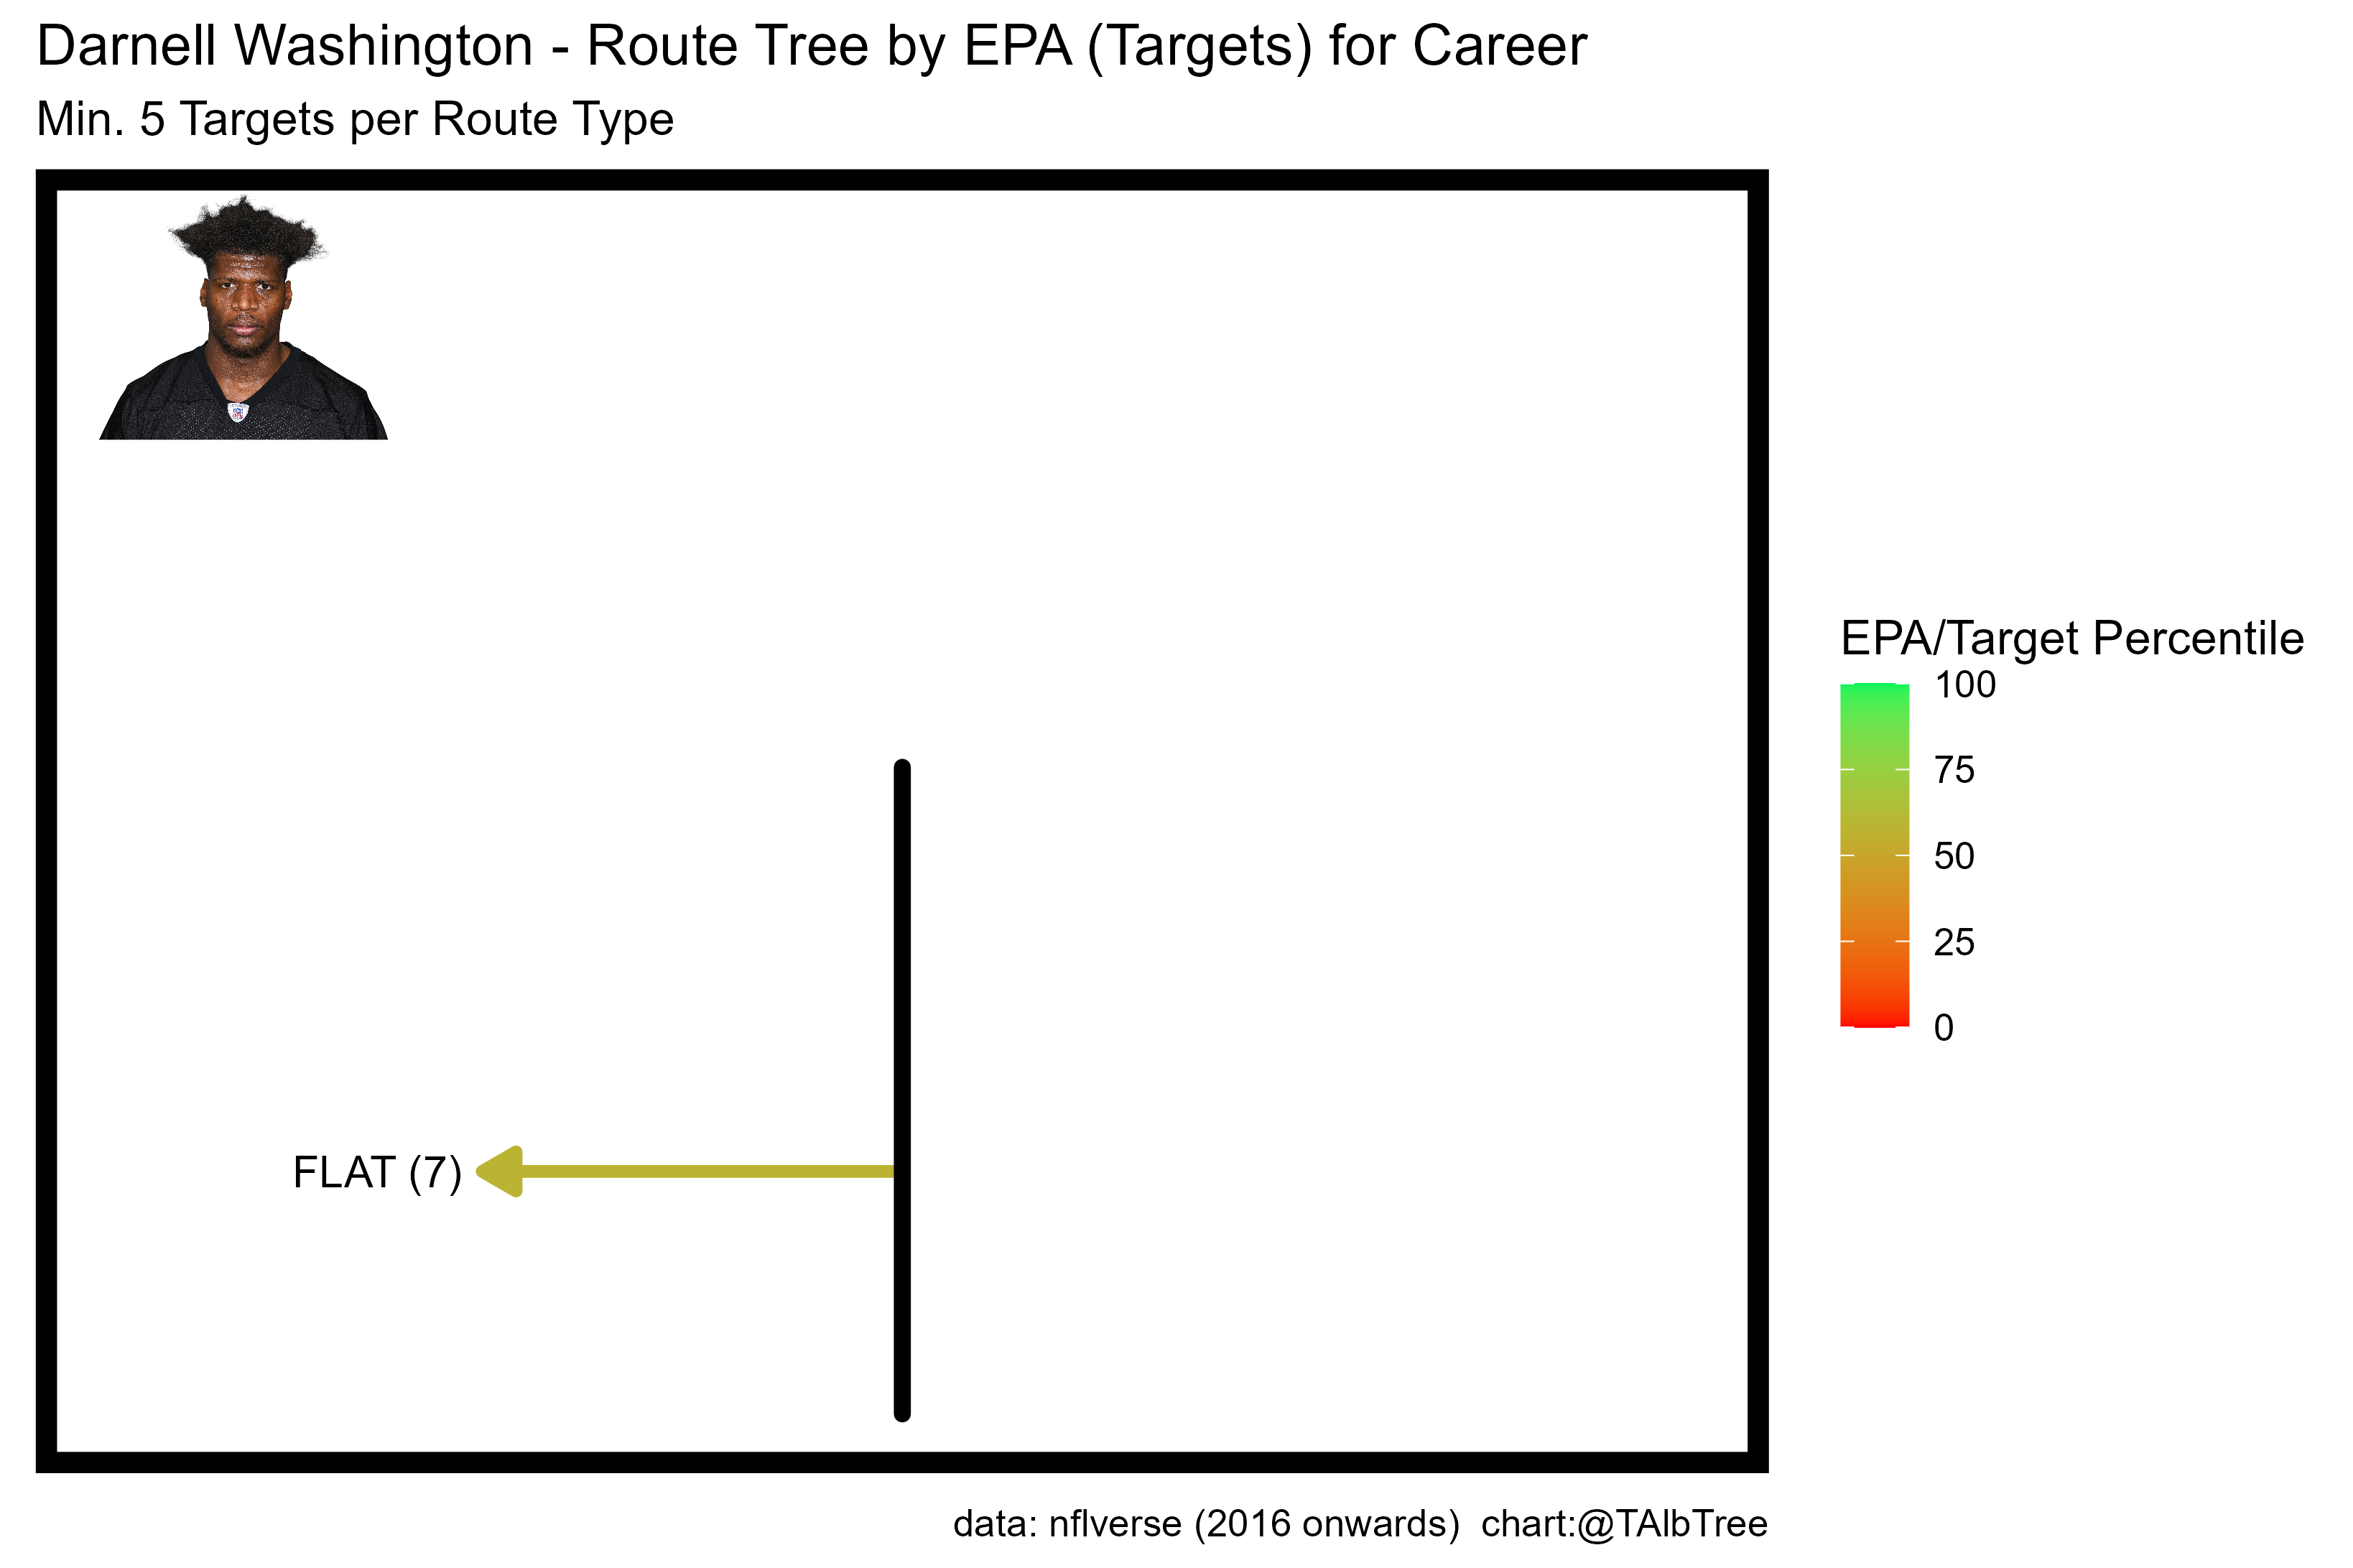 Darnell Washington - Route Tree by EPA (Targets) for Career
Min. 5 Targets per Route Type
EPA/Target Percentile
100
75
50
25
0
FLAT (7)
data: nflverse (2016 onwards)  chart:@TAlbTree